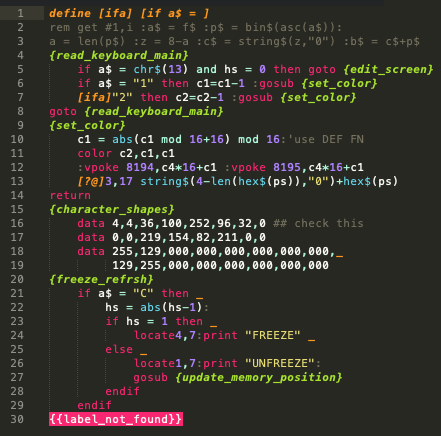 1 define [ifa] [if a$ = ]
2 rem get #1,i :a$ = f$ :p$ = bin$(asc(a$)):
3 a = len(p$) :z = 8-a :c$ = string$(z,"0") :b$ = c$+p$
4 {read_keyboard_main}
5 if a$ = chr$(13) and hs = 0 then goto {edit_screen}
6 if a$ = "1" then c1=c1-1 :gosub {set_color}
7 [ifa]"2" then c2=c2-1 :gosub {set_color}
8 goto {read_keyboard_main}
9 {set_color}
10 c1 = abs(c1 mod 16+16) mod 16:'use DEF FN
11 color c2,c1,c1
12 :vpoke 8194,c4*16+c1 :vpoke 8195,c4*16+c1
13 [?@]3,17 string$(4-len(hex$(ps)),"0")+hex$(ps)
14 return
15 {character_shapes}
16 data 4,4,36,100,252,96,32,0 ## check this
17 data 0,0,219,154,82,211,0,0
18 data 255,129,000,000,000,000,000,000,000,_
19 129,255,000,000,000,000,000,000,000
20 {freeze_refrsh}
21 if a$ = "C" then _
22 hs = abs(hs-1):
23 if hs = 1 then _
24 locate4,7:print "FREEZE" _
25 else _
26 locate1,7:print "UNFREEZE":
27 gosub {update_memory_position}
28 endif
29 endif
30 {{label_not_found}}